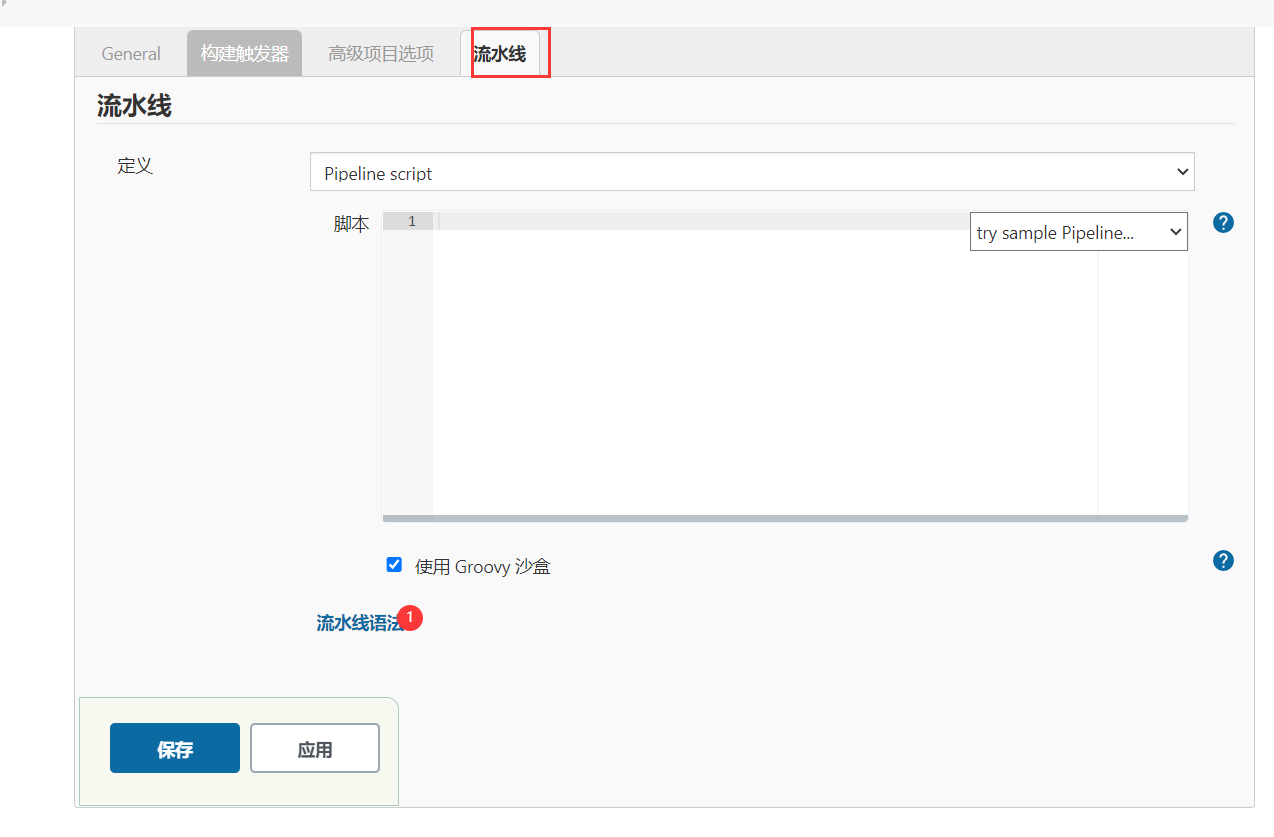 General 构建触发器 高级项目选项 流水线
流水线
定义
Pipeline script
脚本
1
try sample Pipeline...
?
使用 Groovy 沙盒
?
流水线语法
1
保存 应用